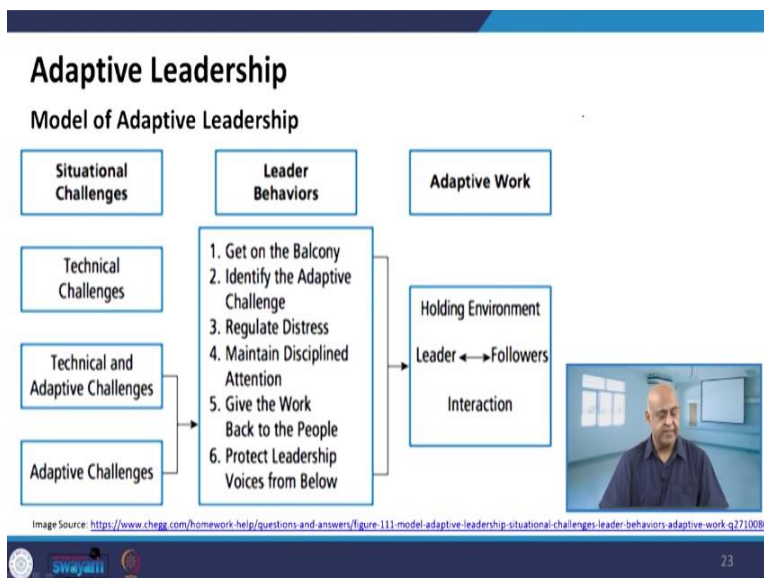 Adaptive Leadership
Model of Adaptive Leadership
Situational
Challenges
Technical
Challenges
Technical and
Adaptive Challenges
Adaptive Challenges
Leader
Behaviors
1. Get on the Balcony
2. Identify the Adaptive
Challenge
3. Regulate Distress
4. Maintain Disciplined
Attention
5. Give the Work
Back to the People
6. Protect Leadership
Voices from Below
Adaptive Work
Holding Environment
Leader Followers
Interaction
Image Source: https://www.chegg.com/homework-help/questions-and-answers/figure-111-model-adaptive-leadership-situational-challenges-leader-behaviors-adaptive-work-q2710080
swayam
23